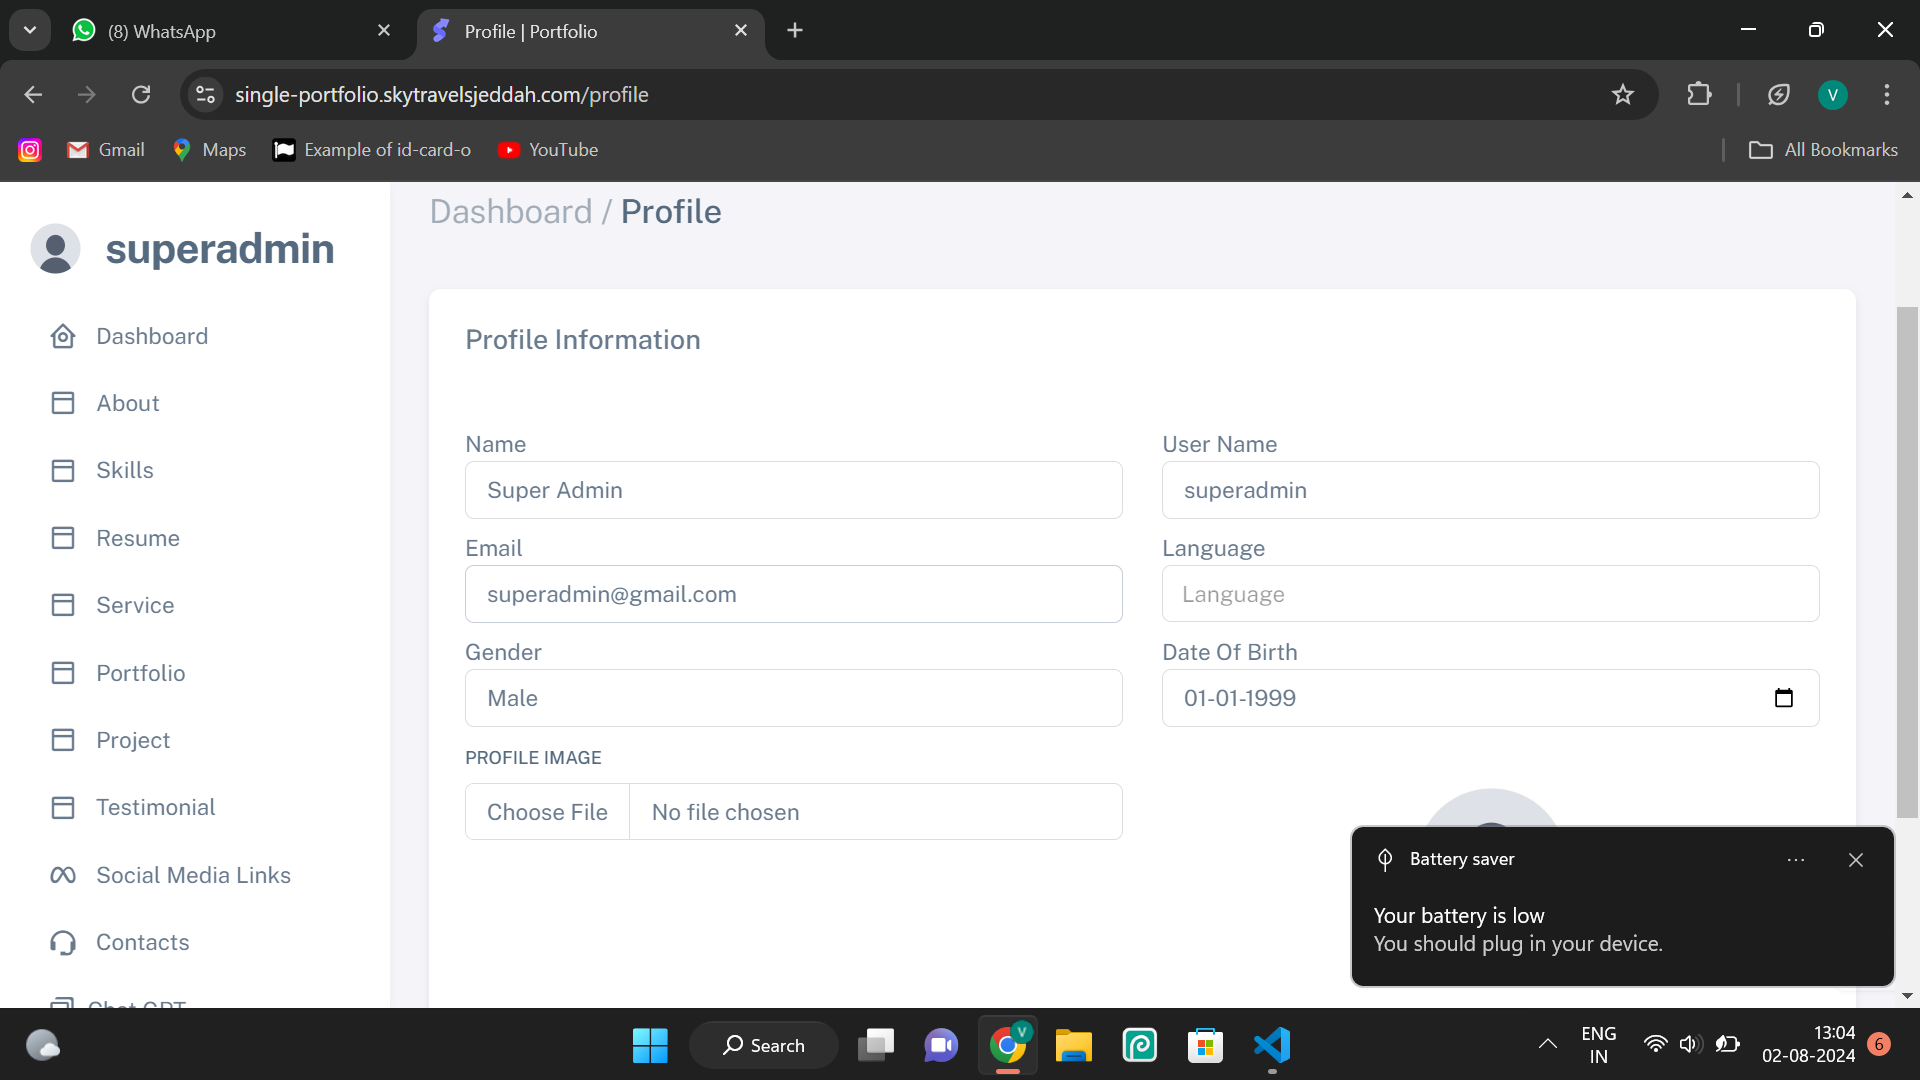 (8) WhatsApp
Profile | Portfolio
single-portfolio.skytravelsjeddah.com/profile
V
Gmail
Maps
Example of id-card-o
YouTube
All Bookmarks
superadmin
Dashboard
About
Skills
Resume
Service
Portfolio
Project
Testimonial
Social Media Links
Contacts
Chat GPT
Dashboard / Profile
Profile Information
Name
Super Admin
User Name
superadmin
Email
superadmin@gmail.com
Language
Language
Gender
Male
Date Of Birth
01-01-1999
PROFILE IMAGE
Choose File
No file chosen
Battery saver
Your battery is low
You should plug in your device.
Search
V
ENG
IN
13:04
02-08-2024
6